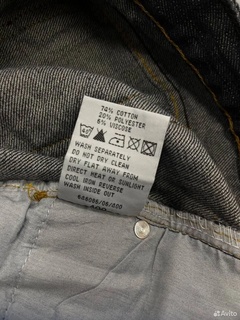 74% COTTON
20% POLYESTER
6% VISCOSE
WASH SEPARATELY
DO NOT DRY CLEAN
DRY FLAT AWAY FROM
DIRECT HEAT OR SUNLIGHT
COOL IRON REVERSE
WASH INSIDE OUT
Avito